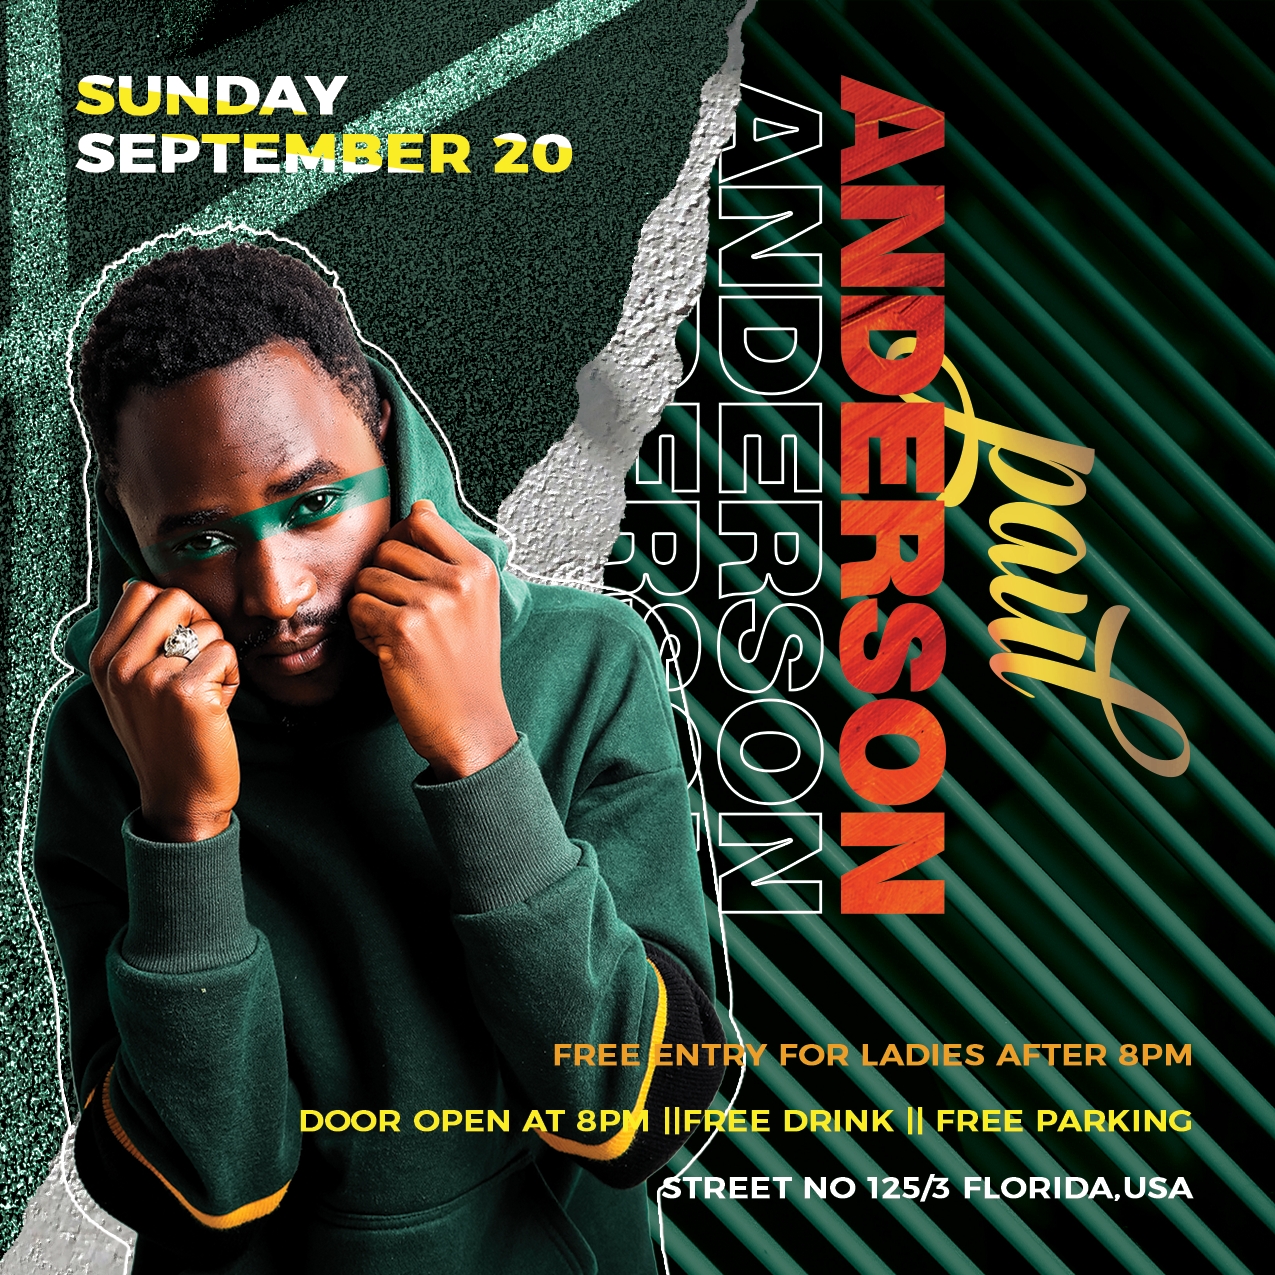 SUNDAY
SEPTEMBER 20
ANDERSON
ANDERSON
DERSO
paul
FREE ENTRY FOR LADIES AFTER 8PM
DOOR OPEN AT 8PM ||FREE DRINK || FREE PARKING
STREET NO 125/3 FLORIDA,USA